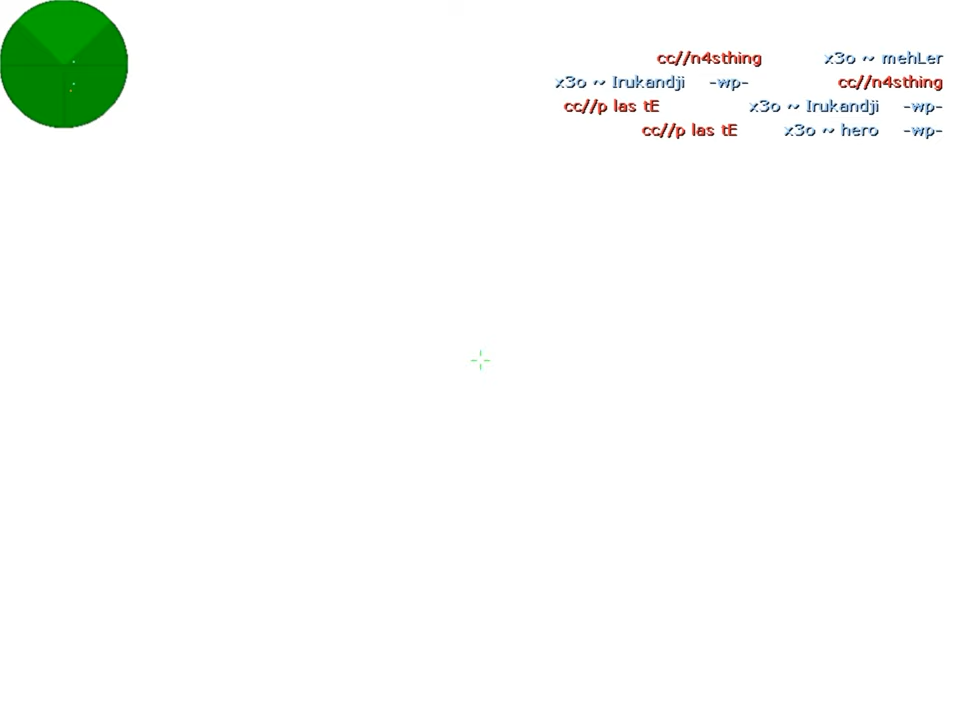 cc//n4sthing x3o ~ mehLer
x3o ~ Irukandji -wp- cc//n4sthing
cc//p las tE x3o ~ Irukandji -wp-
cc//p las tE x3o ~ hero -wp-